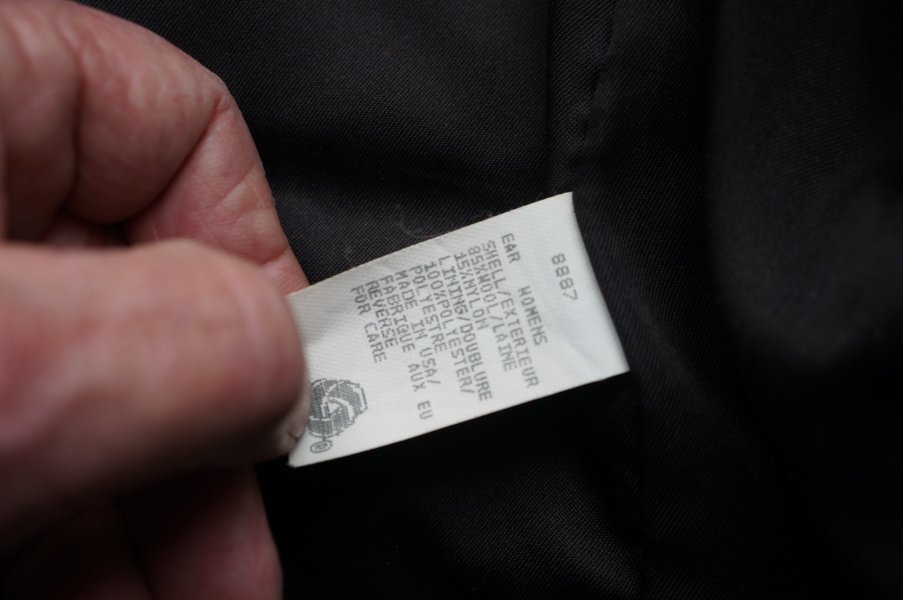 8887
EAR WOMENS
SHELL/EXTERIEUR
85%WOOL/LAINE
15%NYLON
LINING/DOUBLURE
100%POLYESTER/
POLYESTRE
MADE IN USA/
FABRIQUE AUX EU
REVERSE
FOR CARE
®